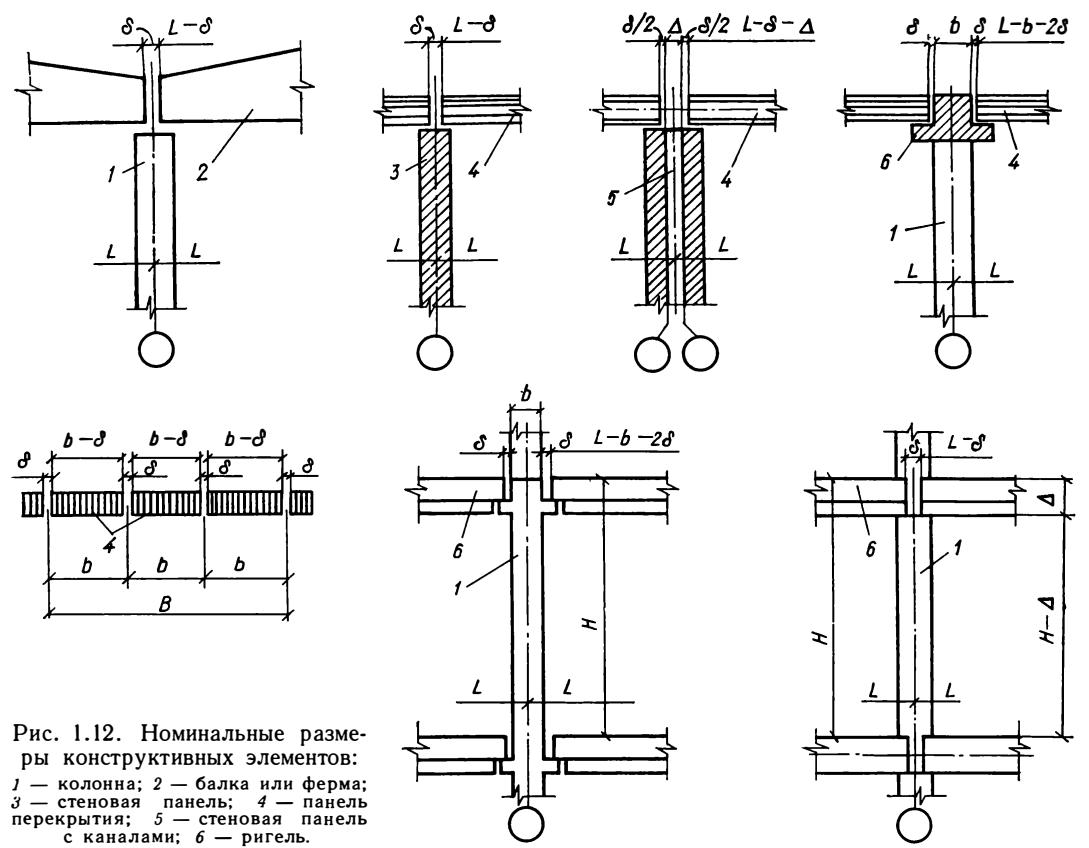 δ L−δ
δ L−δ
δ/2 Δ δ/2 L−δ−Δ
δ b δ L−b−2δ
1 2
3 4
5 4
6 4
1
L L
L L
L L
L L
b
b−δ b−δ b−δ
δ δ δ δ
4
b b b
B
δ δ L−b−2δ
6
1
H
L L
δ L−δ
6 1
Δ
H
H−Δ
L L
Рис. 1.12. Номинальные разме-
ры конструктивных элементов:
1 — колонна; 2 — балка или ферма;
3 — стеновая панель; 4 — панель
перекрытия; 5 — стеновая панель
с каналами; 6 — ригель.